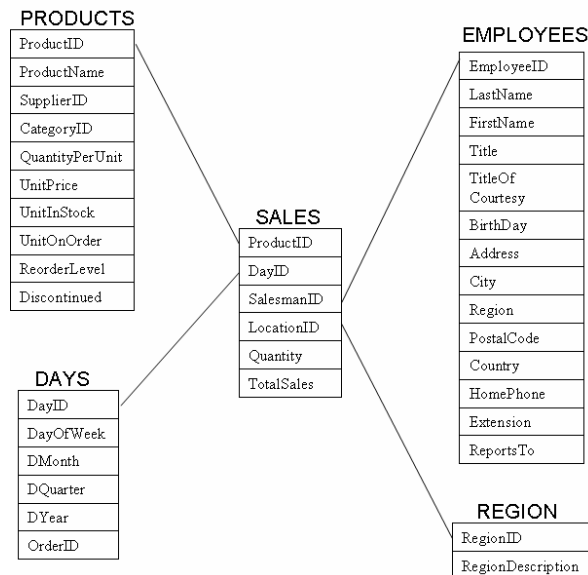 PRODUCTS
ProductID
ProductName
SupplierID
CategoryID
QuantityPerUnit
UnitPrice
UnitInStock
UnitOnOrder
ReorderLevel
Discontinued
EMPLOYEES
EmployeeID
LastName
FirstName
Title
TitleOf
Courtesy
BirthDay
Address
City
Region
PostalCode
Country
HomePhone
Extension
ReportsTo
SALES
ProductID
DayID
SalesmanID
LocationID
Quantity
TotalSales
DAYS
DayID
DayOfWeek
DMonth
DQuarter
DYear
OrderID
REGION
RegionID
RegionDescription